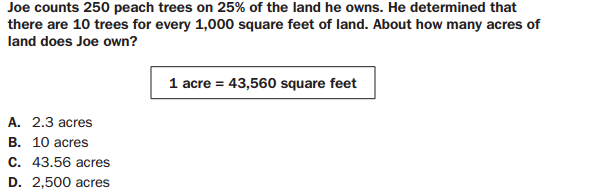 Joe counts 250 peach trees on 25% of the land he owns. He determined that
there are 10 trees for every 1,000 square feet of land. About how many acres of
land does Joe own?
1 acre = 43,560 square feet
A. 2.3 acres
B. 10 acres
C. 43.56 acres
D. 2,500 acres